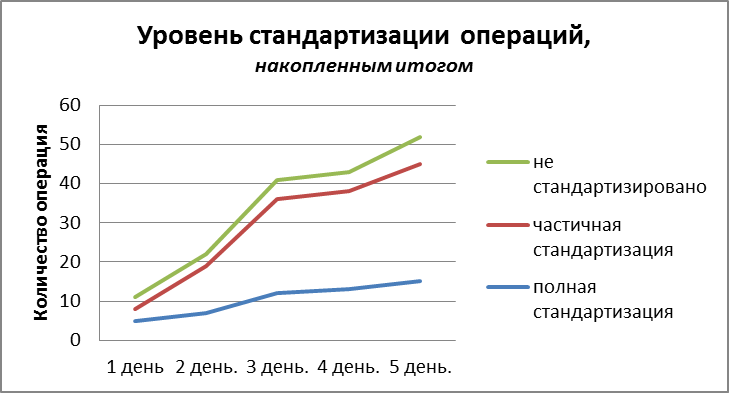 Уровень стандартизации операций,
накопленным итогом
Количество операция
60
50
40
30
20
10
0
1 день 2 день. 3 день. 4 день. 5 день.
не
стандартизировано
частичная
стандартизация
полная
стандартизация